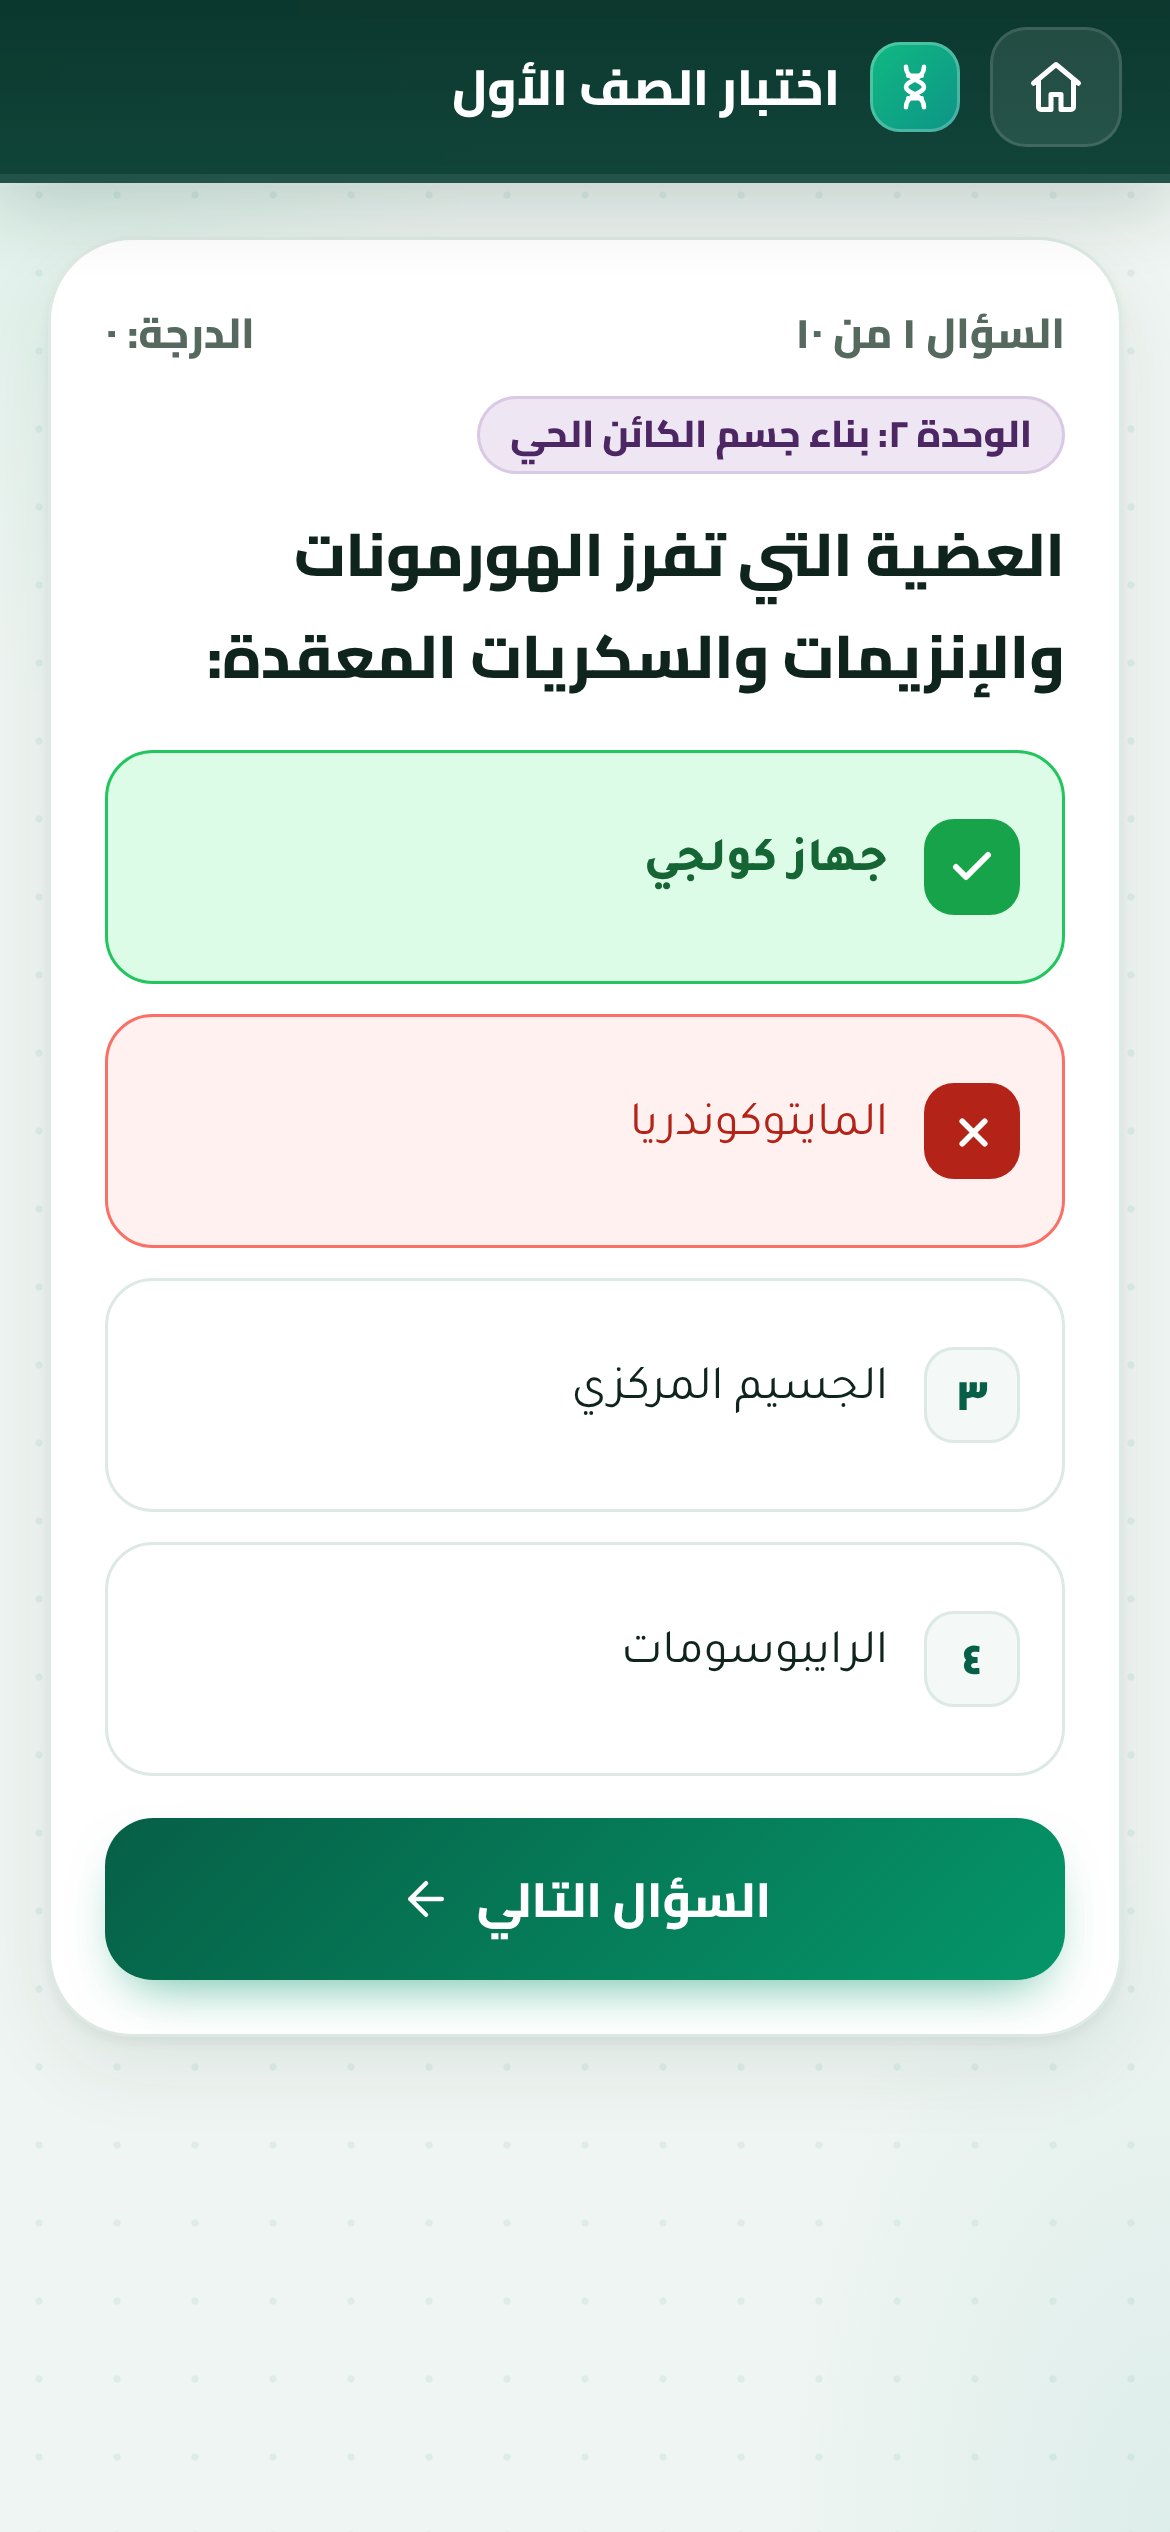 اختبار الصف الأول
السؤال ١ من ١٠
الدرجة: ٠
الوحدة ٢: بناء جسم الكائن الحي
العضية التي تفرز الهورمونات
والإنزيمات والسكريات المعقدة:
جهاز كولجي
المايتوكوندريا
٣ الجسيم المركزي
٤ الرايبوسومات
السؤال التالي